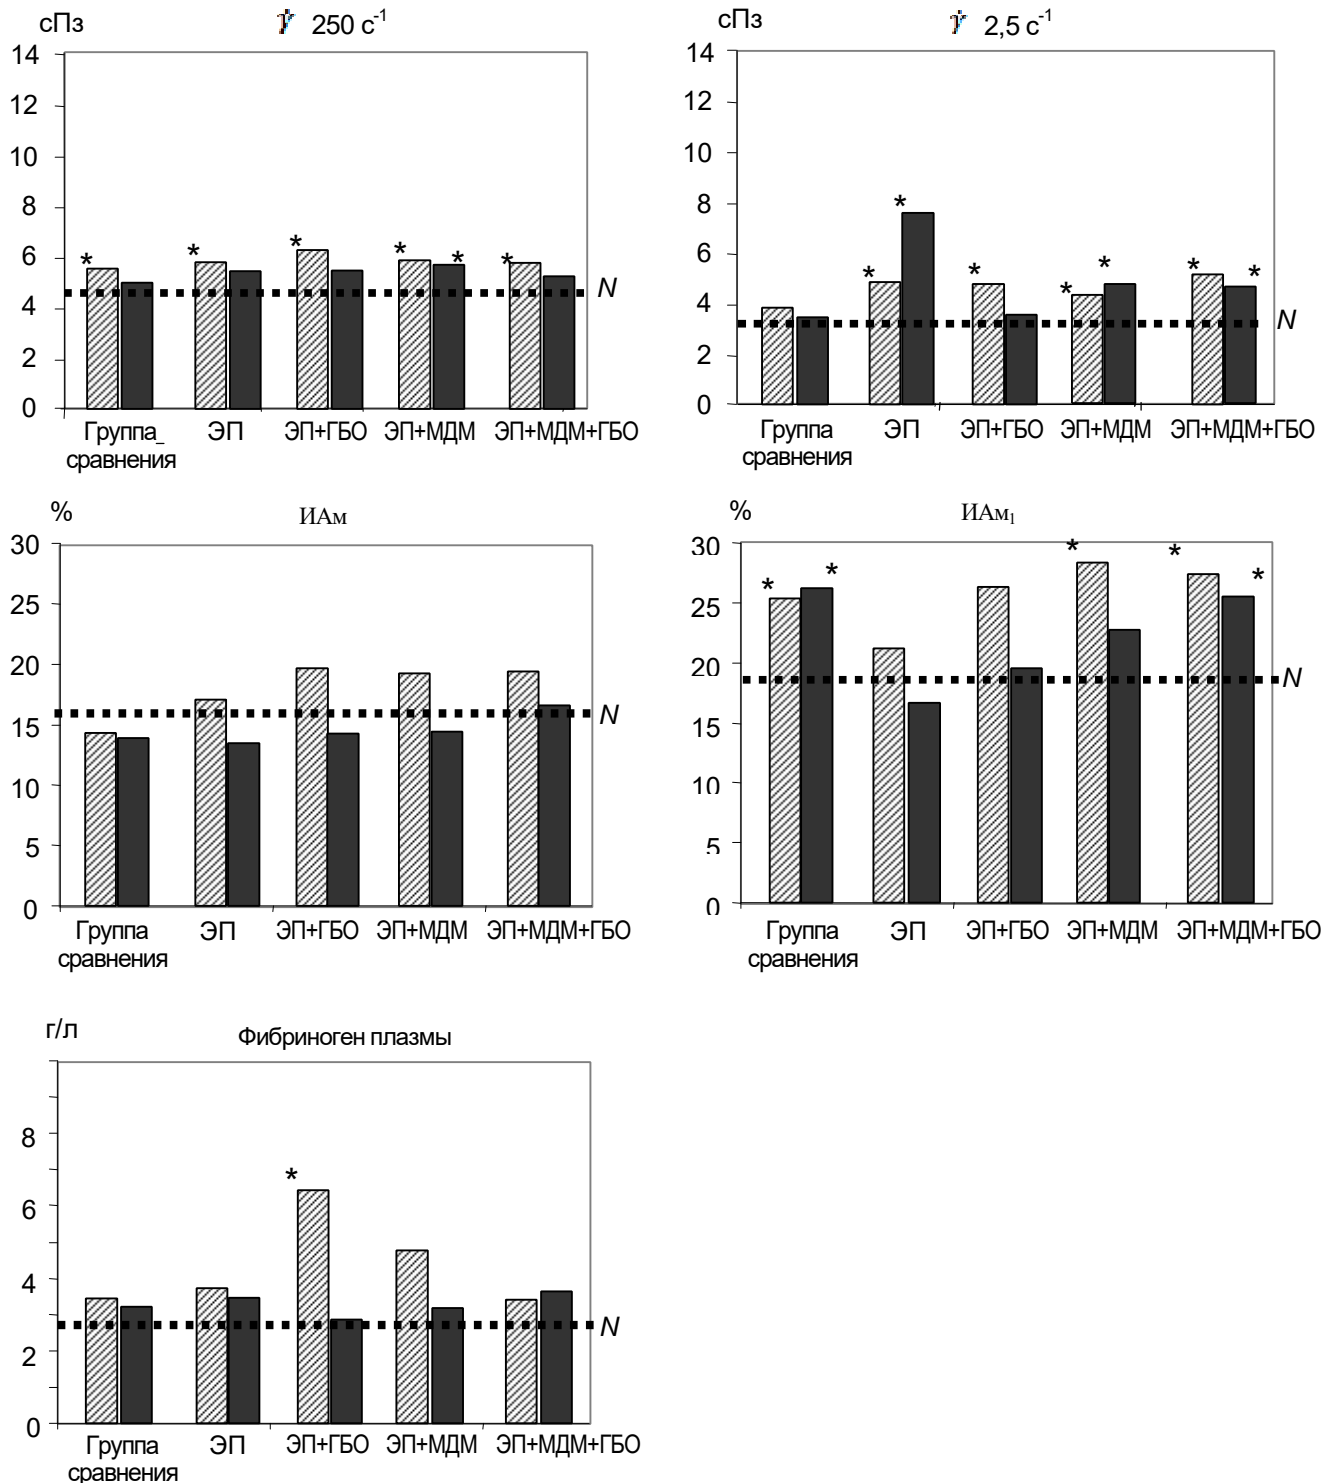 сПз
γ̇ 250 с⁻¹
14
12
10
8
6
4
2
0
* * * * * *
N
Группа ЭП ЭП+ГБО ЭП+МДМ ЭП+МДМ+ГБО
сравнения
сПз
γ̇ 2,5 с⁻¹
14
12
10
8
6
4
2
0
* * * * * * *
N
Группа ЭП ЭП+ГБО ЭП+МДМ ЭП+МДМ+ГБО
сравнения
%
ИАм
30
25
20
15
10
5
0
N
Группа ЭП ЭП+ГБО ЭП+МДМ ЭП+МДМ+ГБО
сравнения
%
ИАм₁
30
25
20
15
10
5
0
* * * * *
N
Группа ЭП ЭП+ГБО ЭП+МДМ ЭП+МДМ+ГБО
сравнения
г/л
Фибриноген плазмы
8
6
4
2
0
*
N
Группа ЭП ЭП+ГБО ЭП+МДМ ЭП+МДМ+ГБО
сравнения